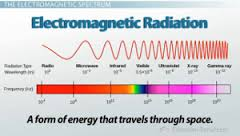 THE ELECTROMAGNETIC SPECTRUM
Electromagnetic Radiation
Radiation Type Radio Microwave Infrared Visible Ultraviolet X-ray Gamma ray
Wavelength (m)
Frequency (Hz)
A form of energy that travels through space.